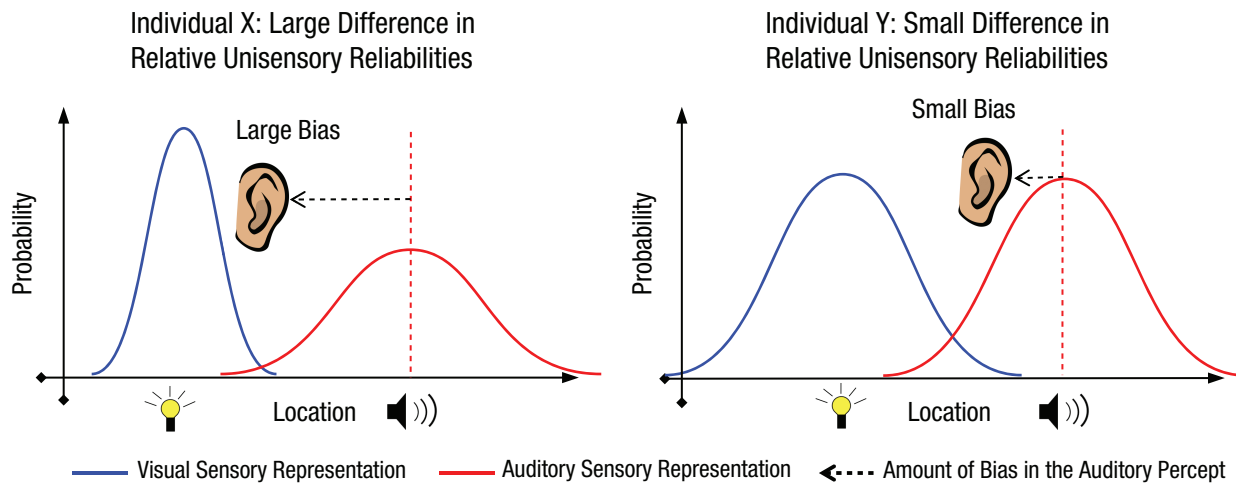 Individual X: Large Difference in
Relative Unisensory Reliabilities
Large Bias
Probability
Location
Individual Y: Small Difference in
Relative Unisensory Reliabilities
Small Bias
Probability
Location
Visual Sensory Representation
Auditory Sensory Representation
Amount of Bias in the Auditory Percept